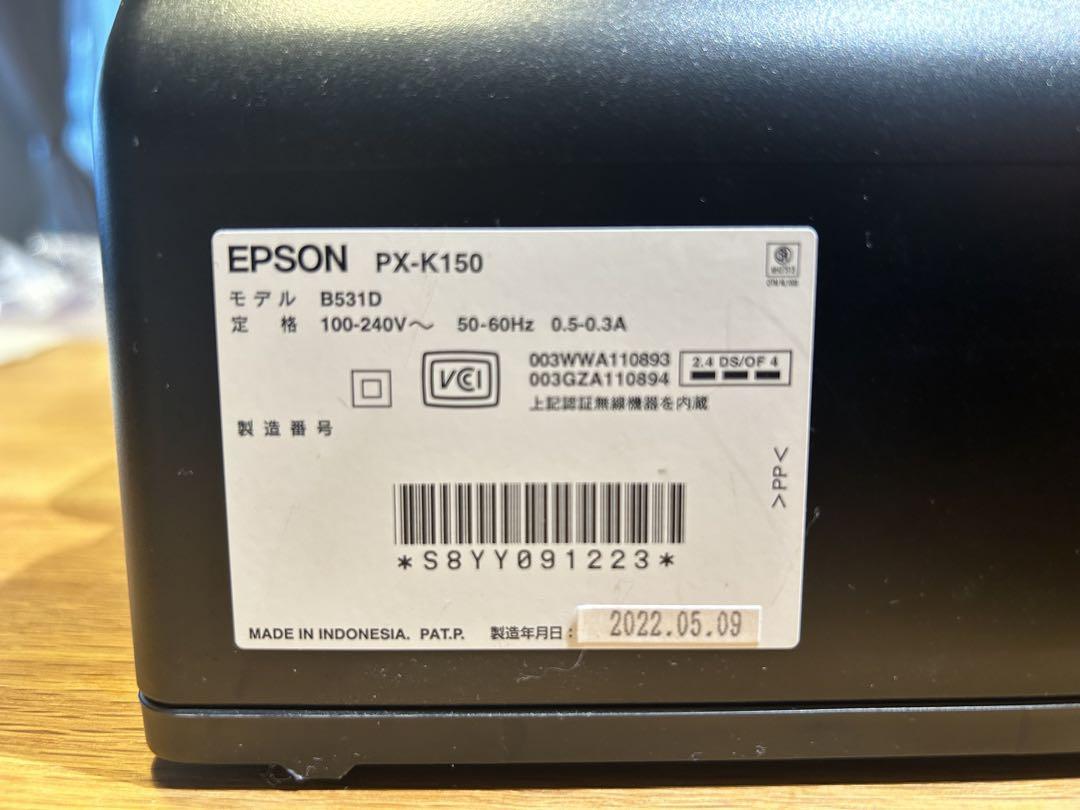 EPSON PX-K150
モデル B531D
定格 100-240V～ 50-60Hz 0.5-0.3A
003WWA110893
003GZA110894
2.4 DS/OF 4
上記認証無線機器を内蔵
VCCI
製造番号
>PP<
*S8YY091223*
MADE IN INDONESIA. PAT.P. 製造年月日：2022.05.09